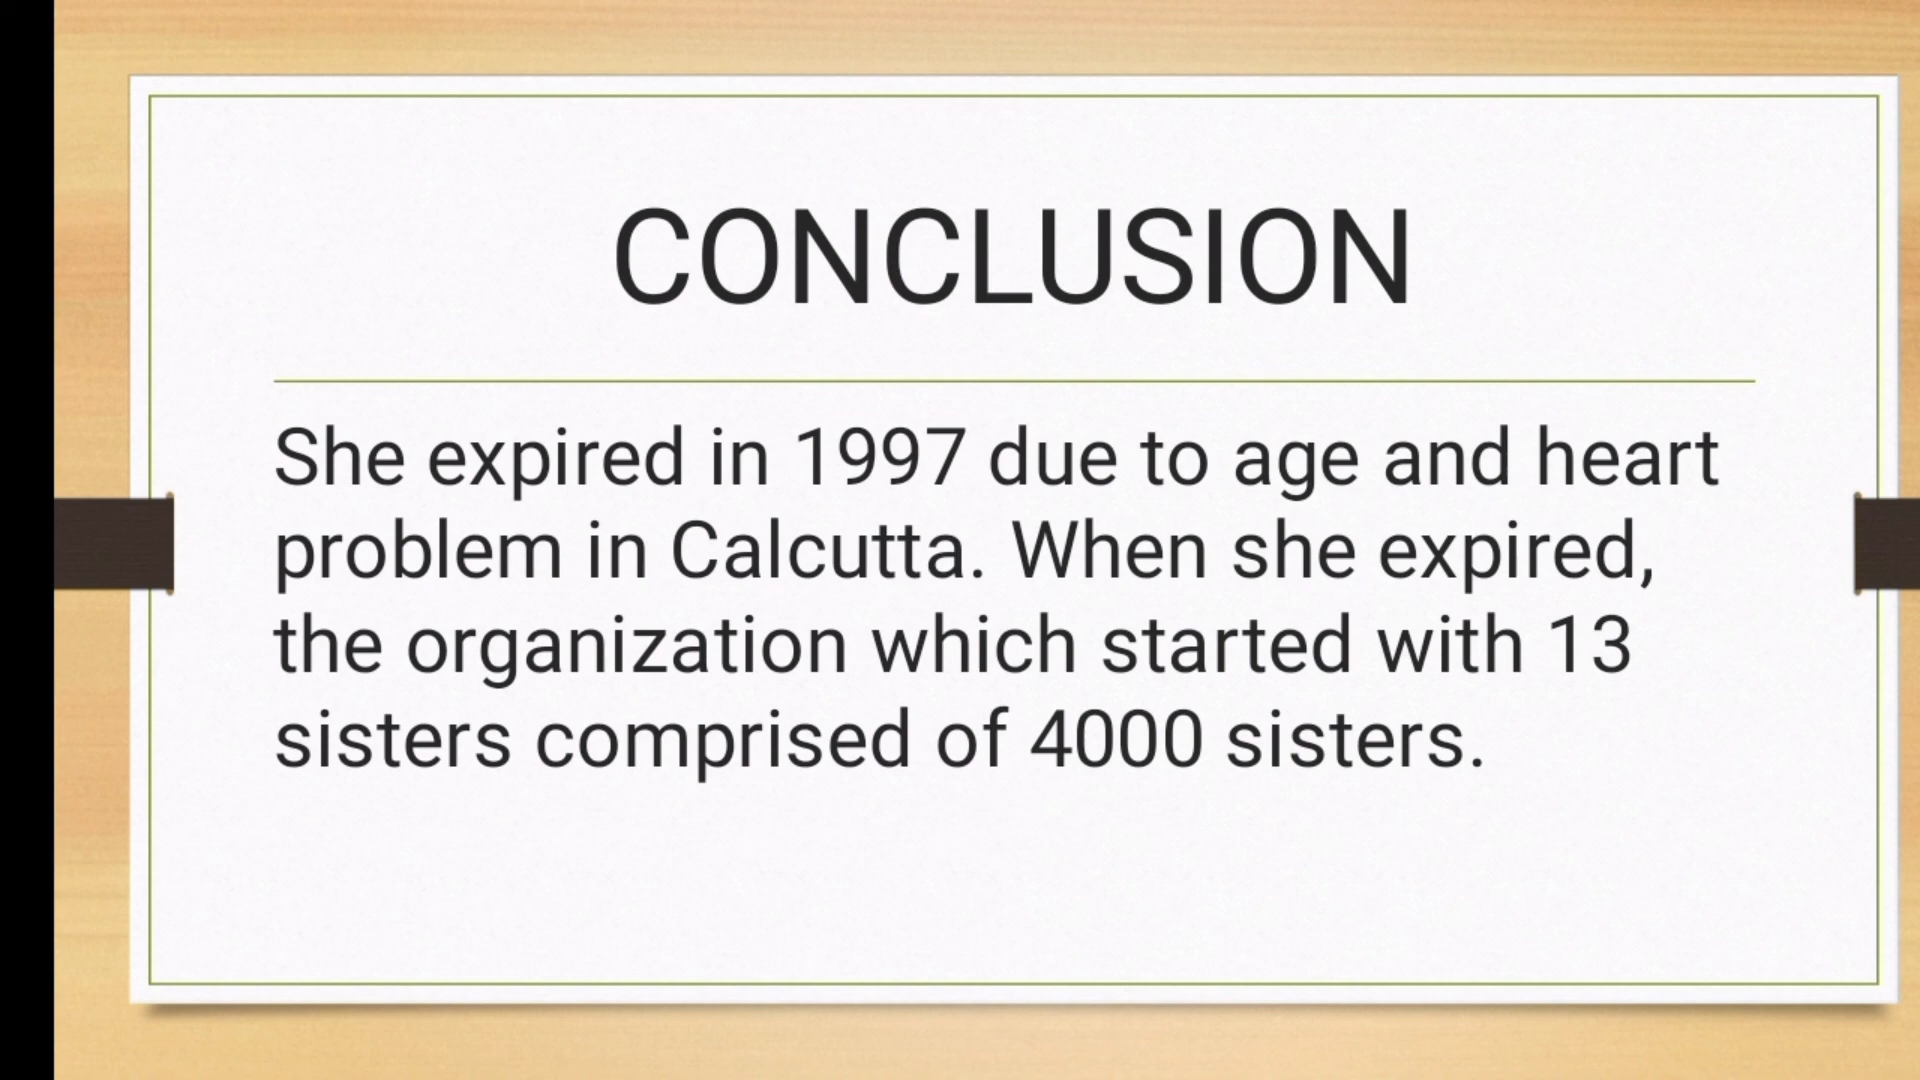 CONCLUSION
She expired in 1997 due to age and heart
problem in Calcutta. When she expired,
the organization which started with 13
sisters comprised of 4000 sisters.